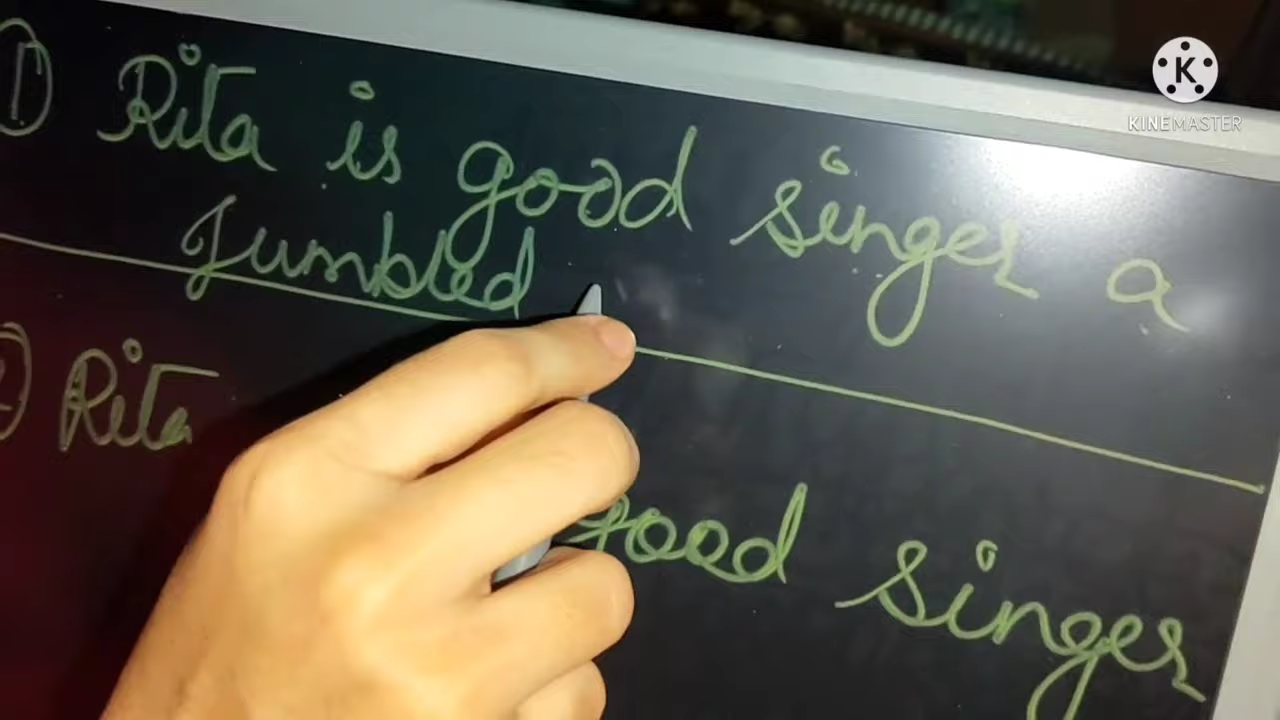 1) Rita is good singer a
Jumbled
2) Rita good singer
K
KINEMASTER